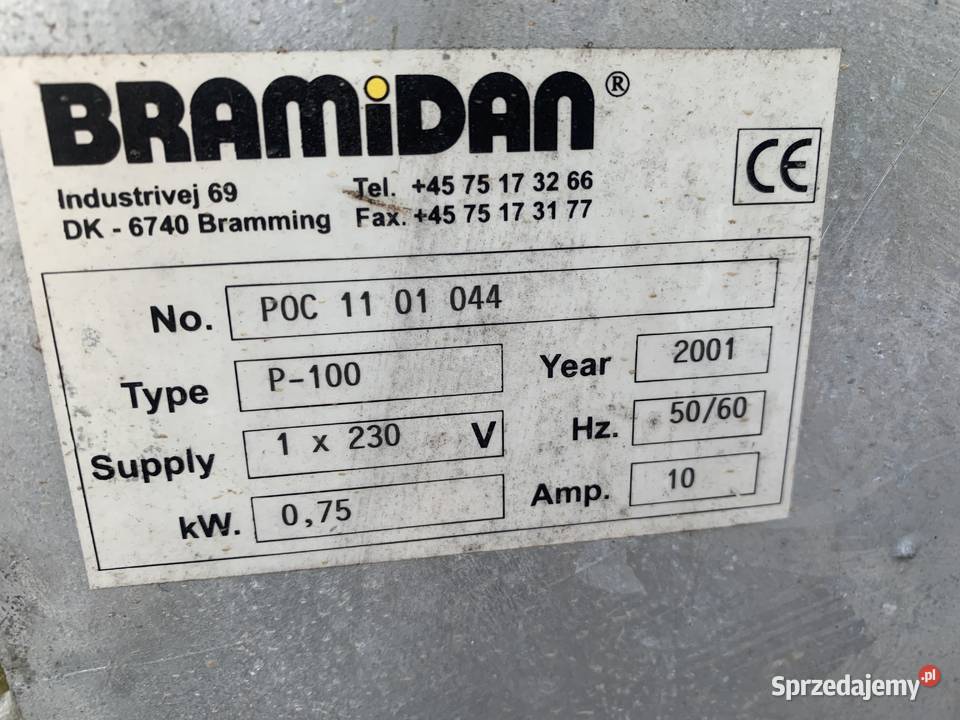 BRAMiDAN®
Industrivej 69 Tel. +45 75 17 32 66
DK - 6740 Bramming Fax. +45 75 17 31 77
CE
No. POC 11 01 044
Type P-100 Year 2001
Supply 1 x 230 V Hz. 50/60
kW. 0,75 Amp. 10
Sprzedajemy.pl